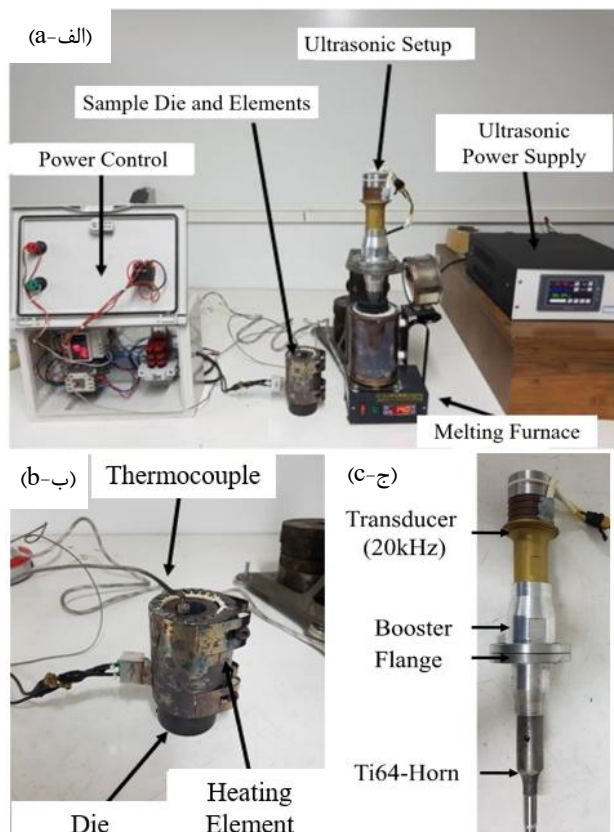 (الف-a)
Ultrasonic Setup
Sample Die and Elements
Ultrasonic
Power Supply
Power Control
Melting Furnace
(ب-b)
Thermocouple
Die
Heating
Element
(ج-c)
Transducer
(20kHz)
Booster
Flange
Ti64-Horn